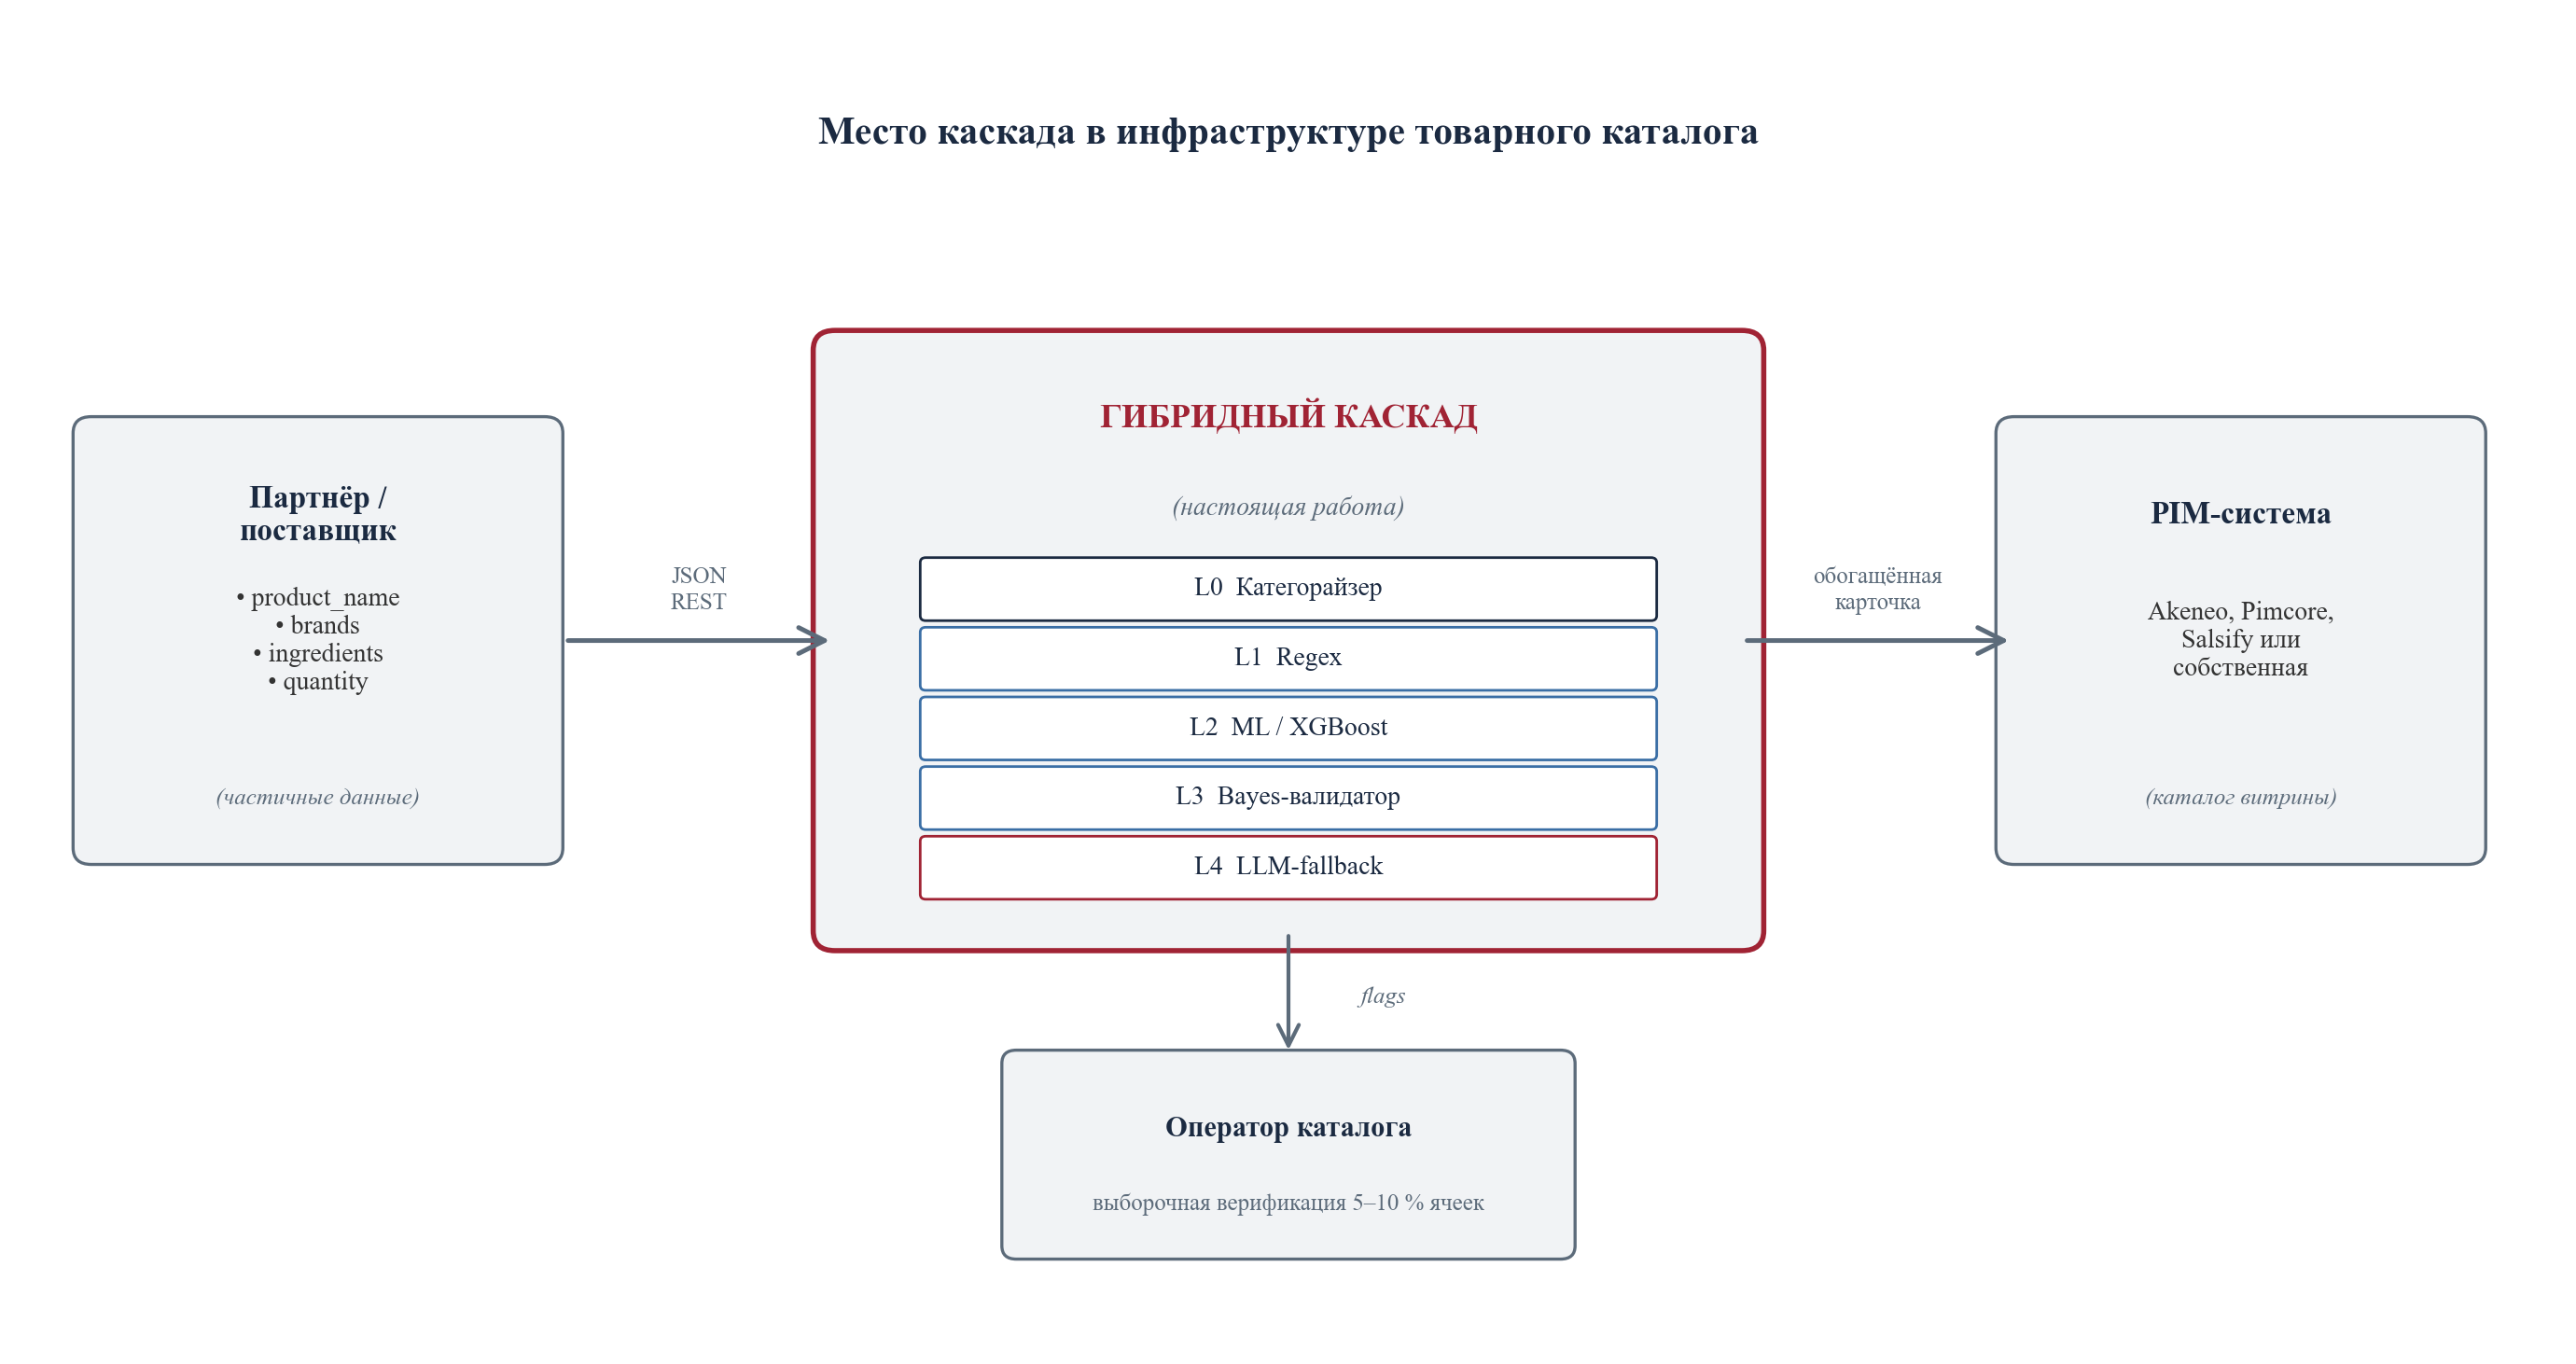 Место каскада в инфраструктуре товарного каталога
Партнёр /
поставщик
• product_name
• brands
• ingredients
• quantity
(частичные данные)
JSON
REST
ГИБРИДНЫЙ КАСКАД
(настоящая работа)
L0 Категорайзер
L1 Regex
L2 ML / XGBoost
L3 Bayes-валидатор
L4 LLM-fallback
обогащённая
карточка
PIM-система
Akeneo, Pimcore,
Salsify или
собственная
(каталог витрины)
flags
Оператор каталога
выборочная верификация 5–10 % ячеек